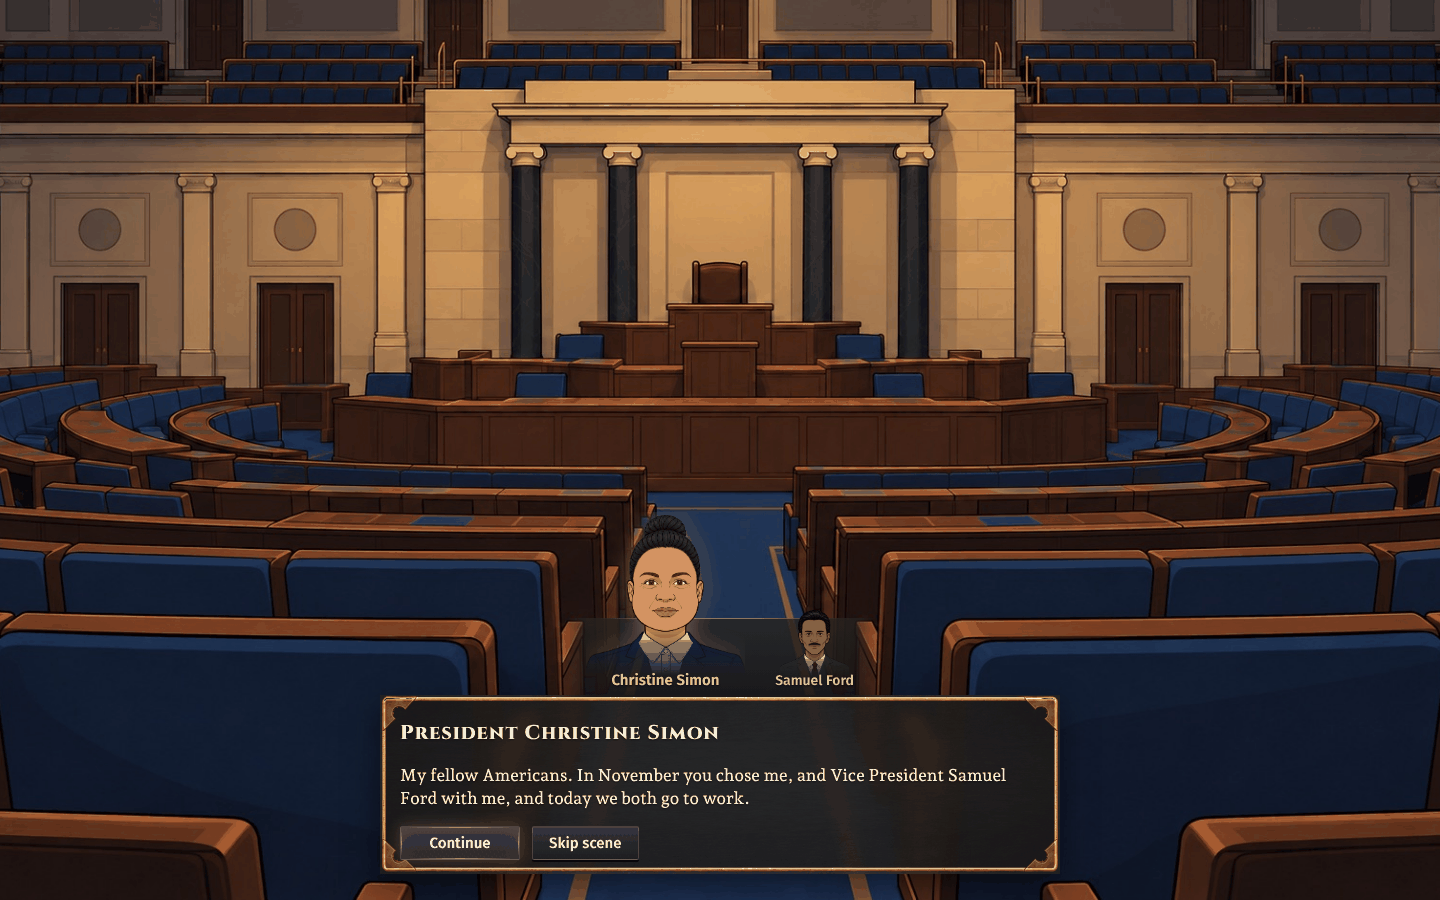 Christine Simon
Samuel Ford
President Christine Simon
My fellow Americans. In November you chose me, and Vice President Samuel
Ford with me, and today we both go to work.
Continue
Skip scene